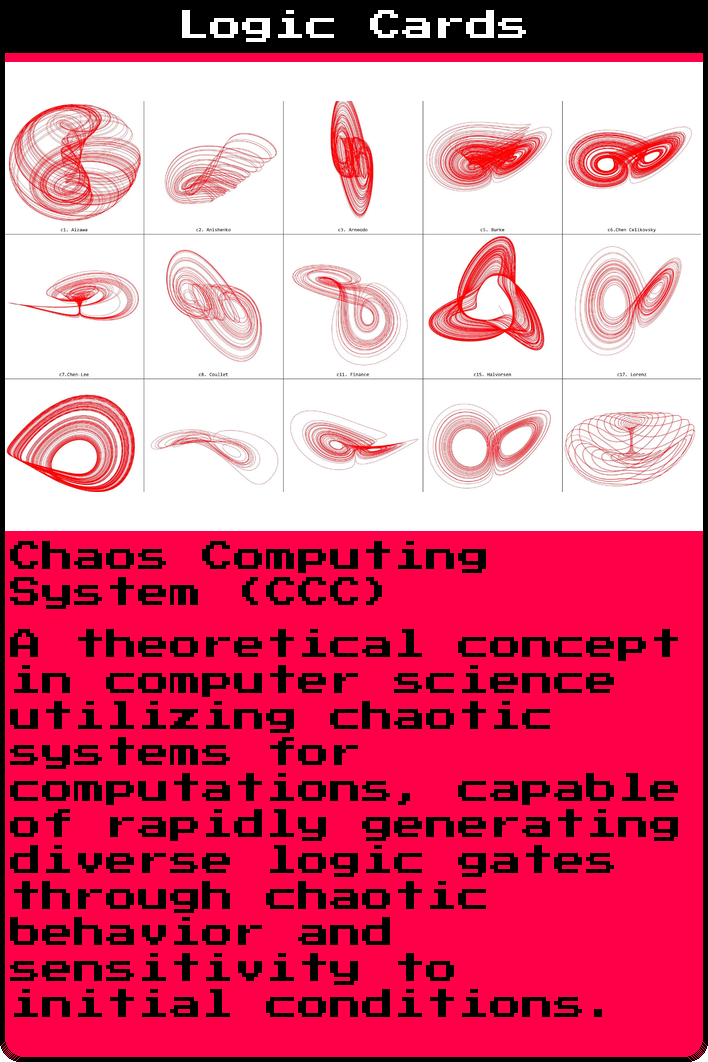 Logic Cards
c1. Aizawa
c2. Anishenko
c3. Arneodo
c5. Burke
c6.Chen Celikovsky
c7.Chen Lee
c8. Coullet
c11. Finance
c15. Halvorsen
c17. Lorenz
Chaos Computing
System (CCC)
A theoretical concept
in computer science
utilizing chaotic
systems for
computations, capable
of rapidly generating
diverse logic gates
through chaotic
behavior and
sensitivity to
initial conditions.